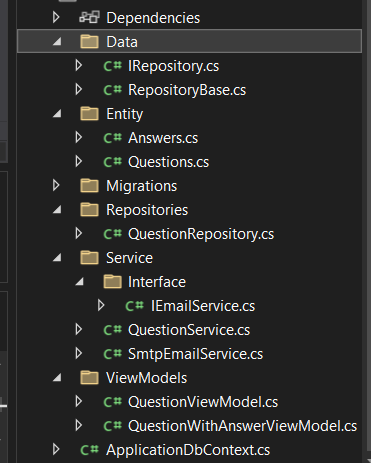 Dependencies
Data
C# IRepository.cs
C# RepositoryBase.cs
Entity
C# Answers.cs
C# Questions.cs
Migrations
Repositories
C# QuestionRepository.cs
Service
Interface
C# IEmailService.cs
C# QuestionService.cs
C# SmtpEmailService.cs
ViewModels
C# QuestionViewModel.cs
C# QuestionWithAnswerViewModel.cs
C# ApplicationDbContext.cs